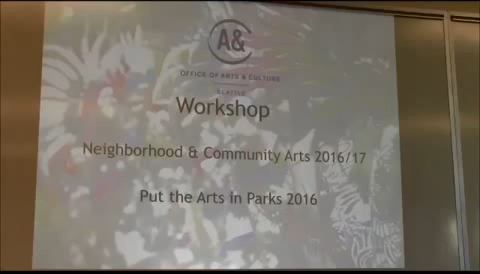 A&
OFFICE OF ARTS & CULTURE
SEATTLE
Workshop
Neighborhood & Community Arts 2016/17
Put the Arts in Parks 2016